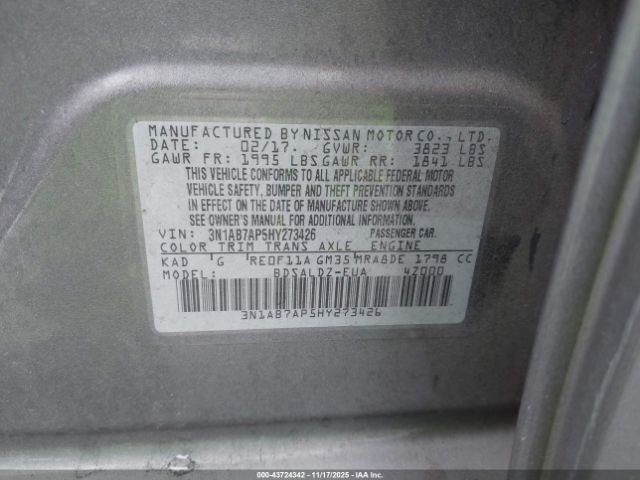 MANUFACTURED BY NISSAN MOTOR CO., LTD.
DATE: 02/17. GVWR: 3823 LBS
GAWR FR: 1995 LBS GAWR RR: 1841 LBS
THIS VEHICLE CONFORMS TO ALL APPLICABLE FEDERAL MOTOR
VEHICLE SAFETY, BUMPER AND THEFT PREVENTION STANDARDS
IN EFFECT ON THE DATE OF MANUFACTURE SHOWN ABOVE.
SEE OWNER'S MANUAL FOR ADDITIONAL INFORMATION.
VIN: 3N1AB7AP5HY273426 PASSENGER CAR.
COLOR TRIM TRANS AXLE ENGINE
KAD G RE0F11A GM35 MRA8DE 1798 CC
MODEL: BDSALDZ-EUA 4Z000
3N1AB7AP5HY273426
000-43724342 | 11/17/2025 - IAAI.COM